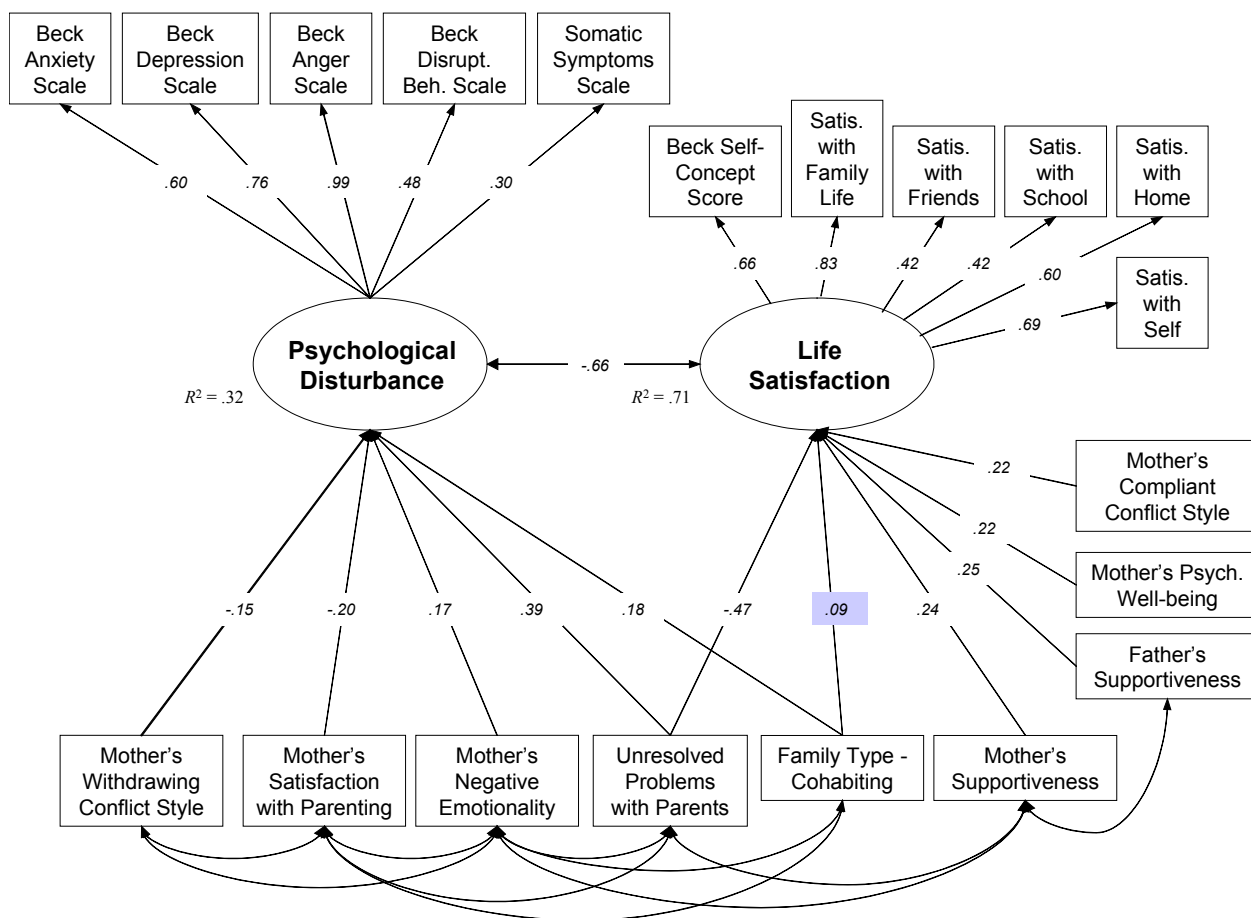 Beck
Anxiety
Scale
Beck
Depression
Scale
Beck
Anger
Scale
Beck
Disrupt.
Beh. Scale
Somatic
Symptoms
Scale
Beck Self-
Concept
Score
Satis.
with
Family
Life
Satis.
with
Friends
Satis.
with
School
Satis.
with
Home
.60
.76
.99
.48
.30
.66
.83
.42
.42
.60
.69
Satis.
with
Self
Psychological
Disturbance
R² = .32
-.66
Life
Satisfaction
R² = .71
.22
Mother's
Compliant
Conflict Style
.22
Mother's Psych.
Well-being
.25
Father's
Supportiveness
-.15
-.20
.17
.39
.18
-.47
.09
.24
Mother's
Withdrawing
Conflict Style
Mother's
Satisfaction
with Parenting
Mother's
Negative
Emotionality
Unresolved
Problems
with Parents
Family Type -
Cohabiting
Mother's
Supportiveness